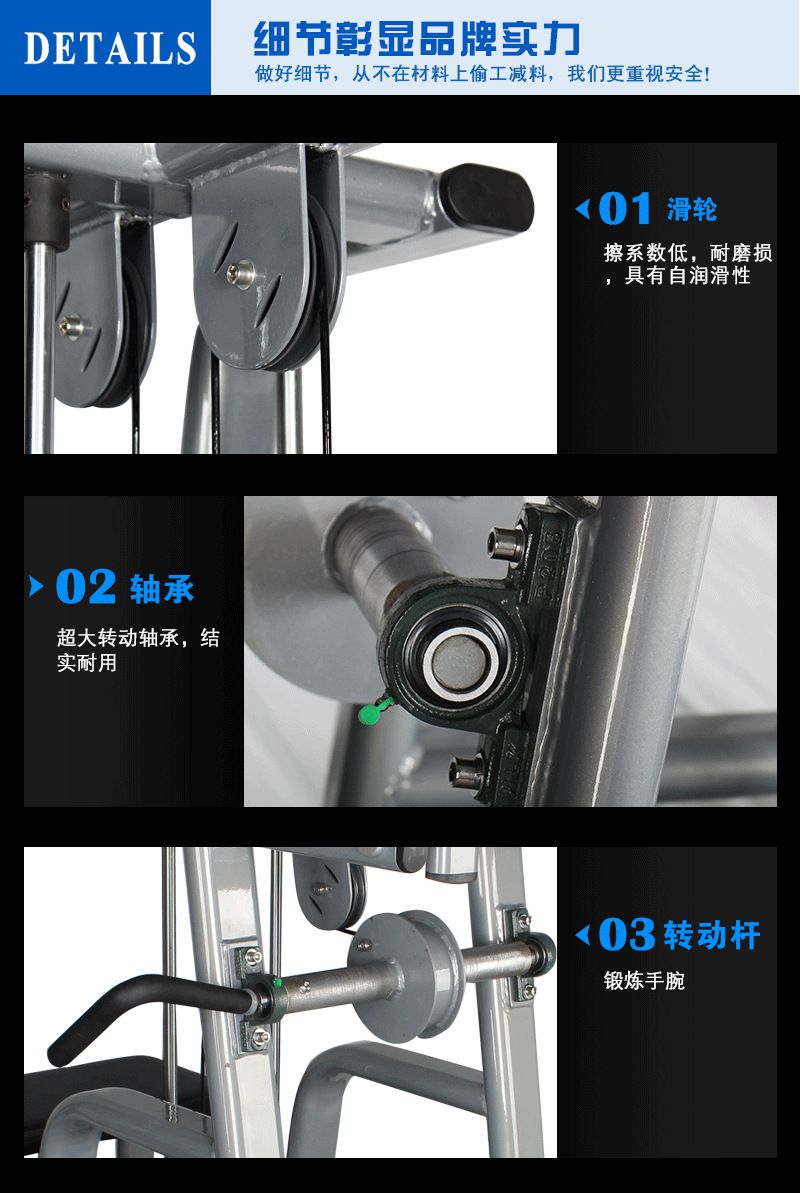 DETAILS
细节彰显品牌实力
做好细节，从不在材料上偷工减料，我们更重视安全!
01 滑轮
擦系数低，耐磨损
，具有自润滑性
02 轴承
超大转动轴承，结
实耐用
P206
03 转动杆
锻炼手腕